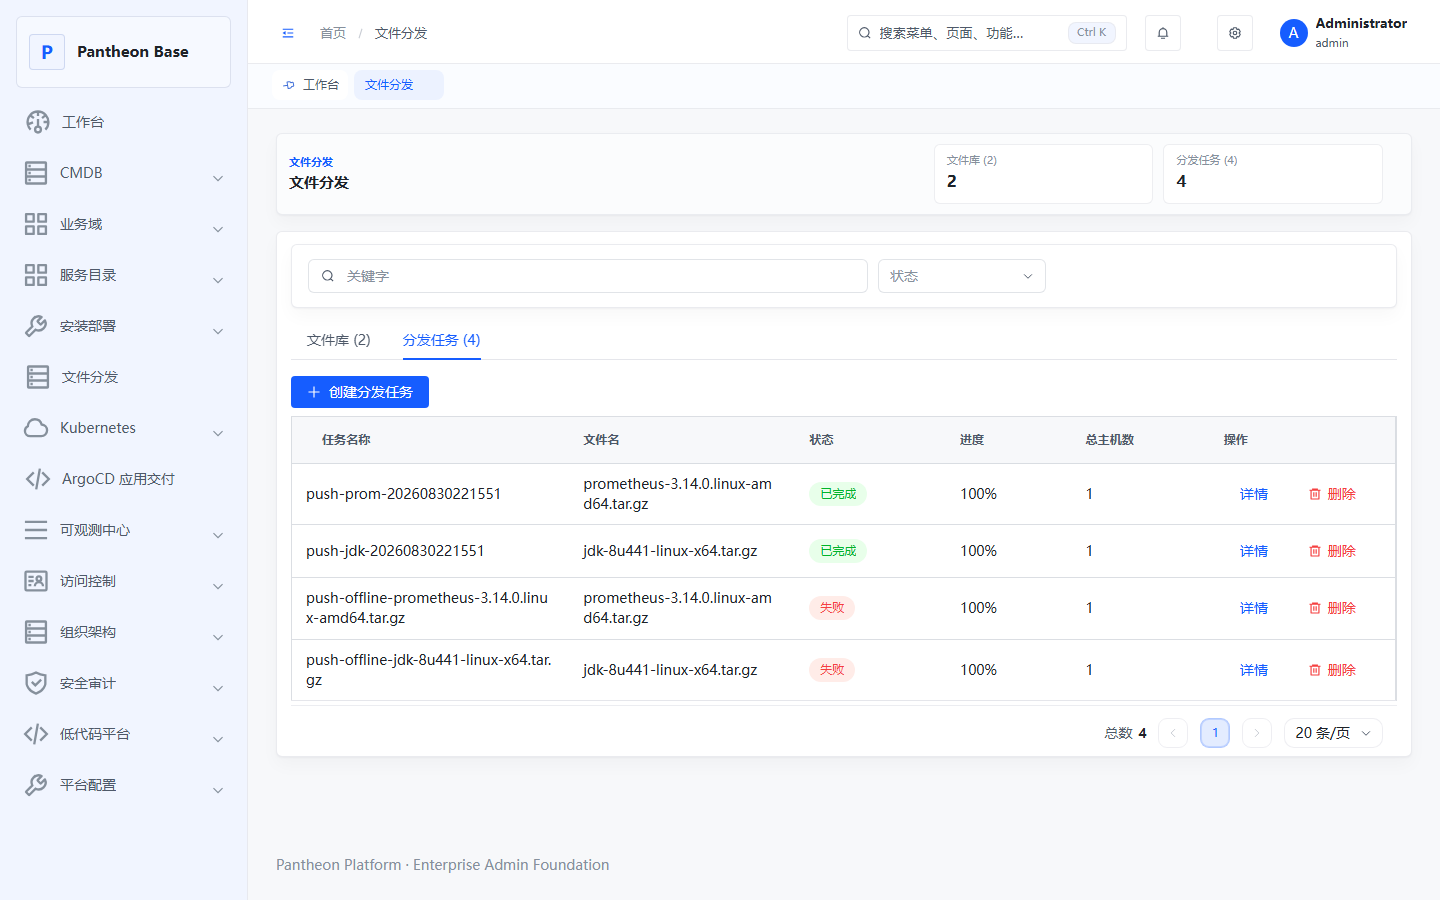 P Pantheon Base
工作台
CMDB
业务域
服务目录
安装部署
文件分发
Kubernetes
ArgoCD 应用交付
可观测中心
访问控制
组织架构
安全审计
低代码平台
平台配置
首页 / 文件分发
搜索菜单、页面、功能... Ctrl K
A Administrator
admin
工作台 文件分发
文件分发
文件分发
文件库 (2)
2
分发任务 (4)
4
关键字 状态
文件库 (2) 分发任务 (4)
创建分发任务
任务名称 文件名 状态 进度 总主机数 操作
push-prom-20260830221551 prometheus-3.14.0.linux-am
d64.tar.gz 已完成 100% 1 详情 删除
push-jdk-20260830221551 jdk-8u441-linux-x64.tar.gz 已完成 100% 1 详情 删除
push-offline-prometheus-3.14.0.linu
x-amd64.tar.gz prometheus-3.14.0.linux-am
d64.tar.gz 失败 100% 1 详情 删除
push-offline-jdk-8u441-linux-x64.tar.
gz jdk-8u441-linux-x64.tar.gz 失败 100% 1 详情 删除
总数 4 1 20 条/页
Pantheon Platform · Enterprise Admin Foundation